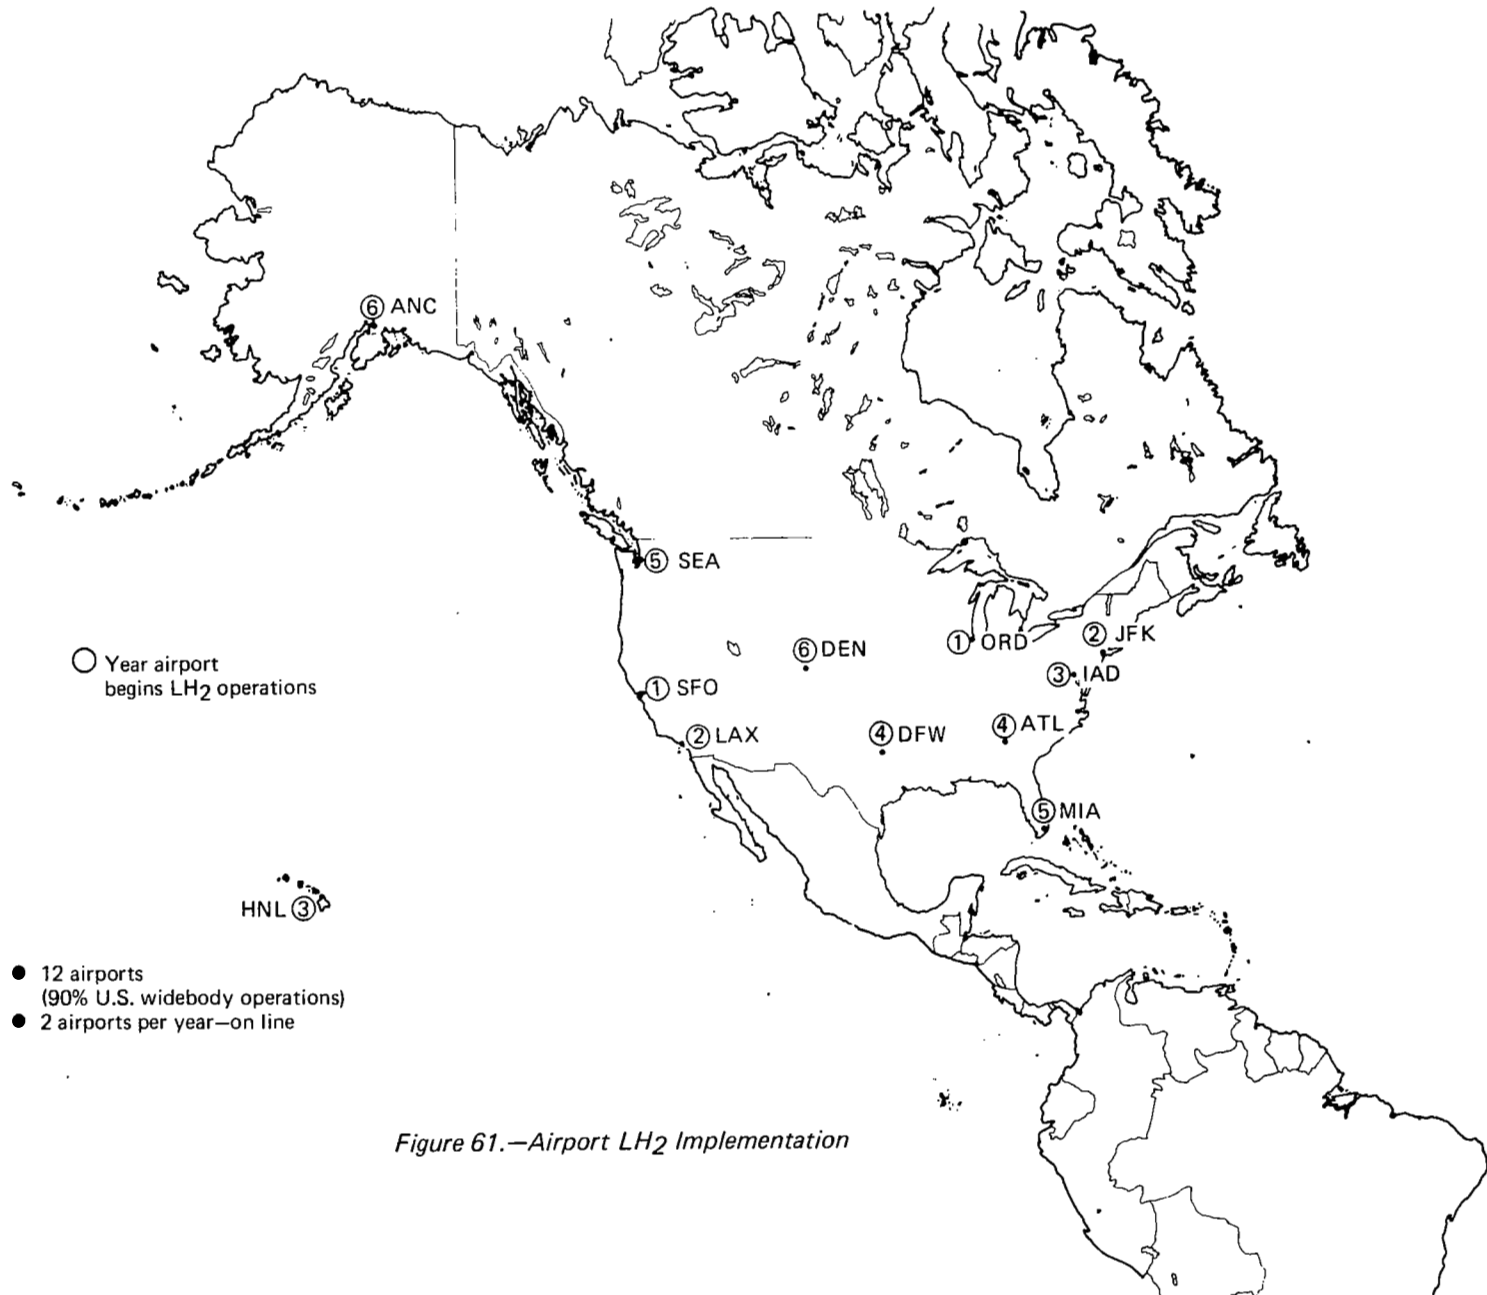 ⑥ ANC
⑤ SEA
① ORD
② JFK
⑥ DEN
③ IAD
○ Year airport
begins LH2 operations
① SFO
② LAX
④ DFW
④ ATL
⑤ MIA
HNL ③
● 12 airports
(90% U.S. widebody operations)
● 2 airports per year—on line
Figure 61.—Airport LH2 Implementation